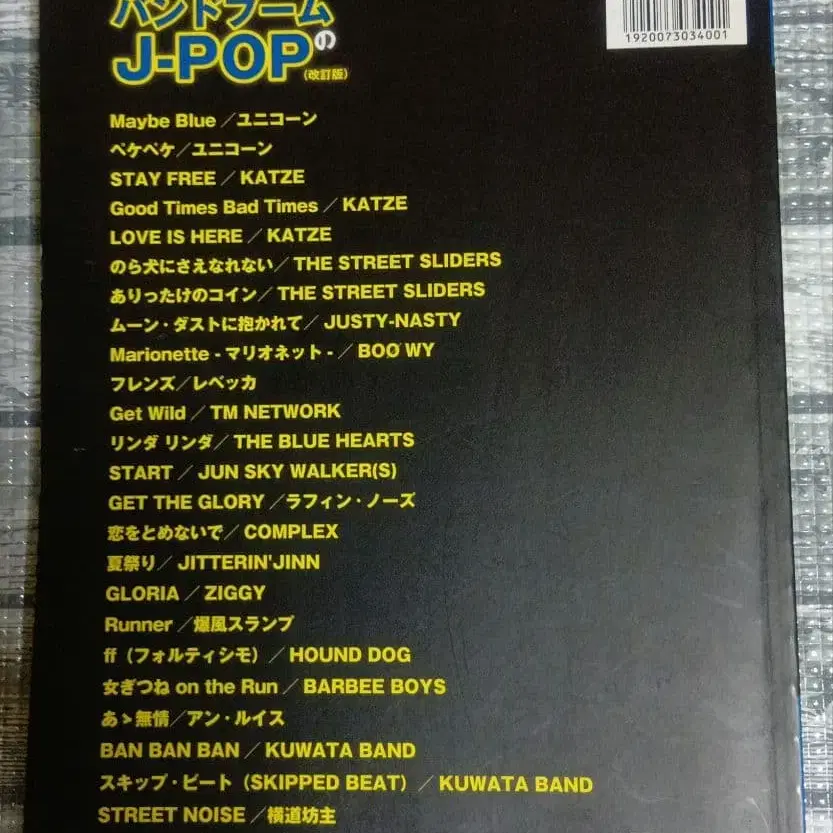 バンドブーム
J-POPの(改訂版)
1920073034001
Maybe Blue／ユニコーン
ペケペケ／ユニコーン
STAY FREE／KATZE
Good Times Bad Times／KATZE
LOVE IS HERE／KATZE
のら犬にさえなれない／THE STREET SLIDERS
ありったけのコイン／THE STREET SLIDERS
ムーン・ダストに抱かれて／JUSTY-NASTY
Marionette - マリオネット -／BOØWY
フレンズ／レベッカ
Get Wild／TM NETWORK
リンダ リンダ／THE BLUE HEARTS
START／JUN SKY WALKER(S)
GET THE GLORY／ラフィン・ノーズ
恋をとめないで／COMPLEX
夏祭り／JITTERIN'JINN
GLORIA／ZIGGY
Runner／爆風スランプ
ff（フォルティシモ）／HOUND DOG
女ぎつね on the Run／BARBEE BOYS
あゝ無情／アン・ルイス
BAN BAN BAN／KUWATA BAND
スキップ・ビート（SKIPPED BEAT）／KUWATA BAND
STREET NOISE／横道坊主